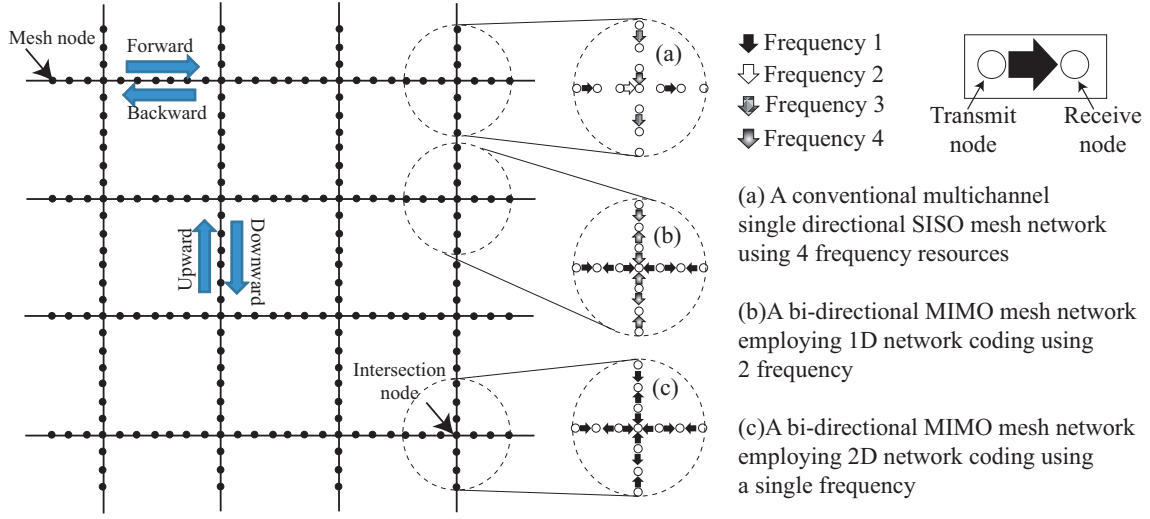 Mesh node
Forward
Backward
Upward
Downward
Intersection
node
(a)
(b)
(c)
Frequency 1
Frequency 2
Frequency 3
Frequency 4
Transmit
node
Receive
node
(a) A conventional multichannel
single directional SISO mesh network
using 4 frequency resources
(b)A bi-directional MIMO mesh network
employing 1D network coding using
2 frequency
(c)A bi-directional MIMO mesh network
employing 2D network coding using
a single frequency